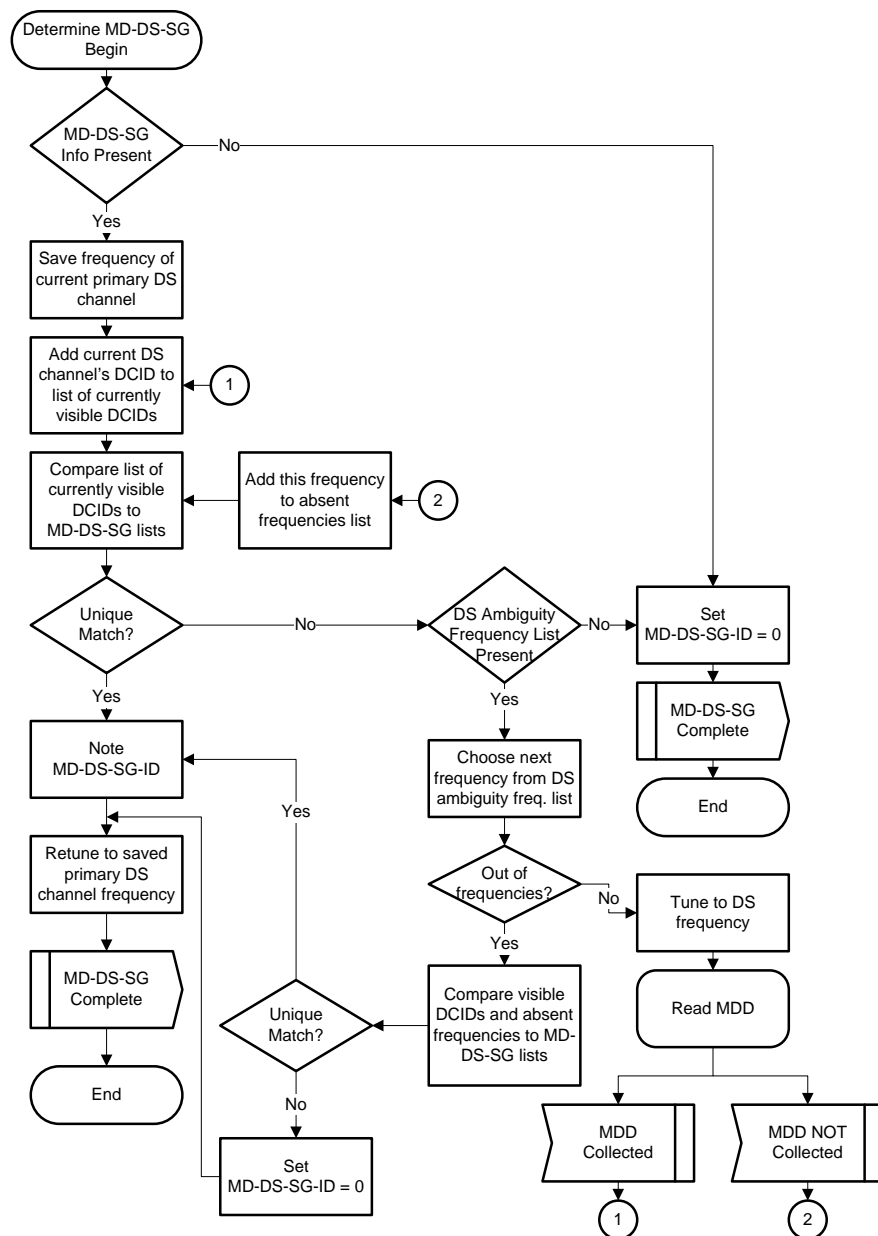 Determine MD-DS-SG
Begin
MD-DS-SG
Info Present
No
Yes
Save frequency of
current primary DS
channel
Add current DS
channel's DCID to
list of currently
visible DCIDs
1
Compare list of
currently visible
DCIDs to
MD-DS-SG lists
Add this frequency
to absent
frequencies list
2
Unique
Match?
No
DS Ambiguity
Frequency List
Present
No
Set
MD-DS-SG-ID = 0
Yes
Yes
MD-DS-SG
Complete
Note
MD-DS-SG-ID
Choose next
frequency from DS
ambiguity freq. list
End
Yes
Retune to saved
primary DS
channel frequency
Out of
frequencies?
No
Tune to DS
frequency
Yes
MD-DS-SG
Complete
Unique
Match?
Compare visible
DCIDs and absent
frequencies to MD-
DS-SG lists
Read MDD
End
No
Set
MD-DS-SG-ID = 0
MDD
Collected
MDD NOT
Collected
1
2